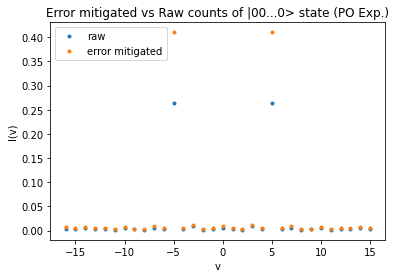 Error mitigated vs Raw counts of |00...0> state (PO Exp.)
raw
error mitigated
I(v)
0.40
0.35
0.30
0.25
0.20
0.15
0.10
0.05
0.00
−15 −10 −5 0 5 10 15
v